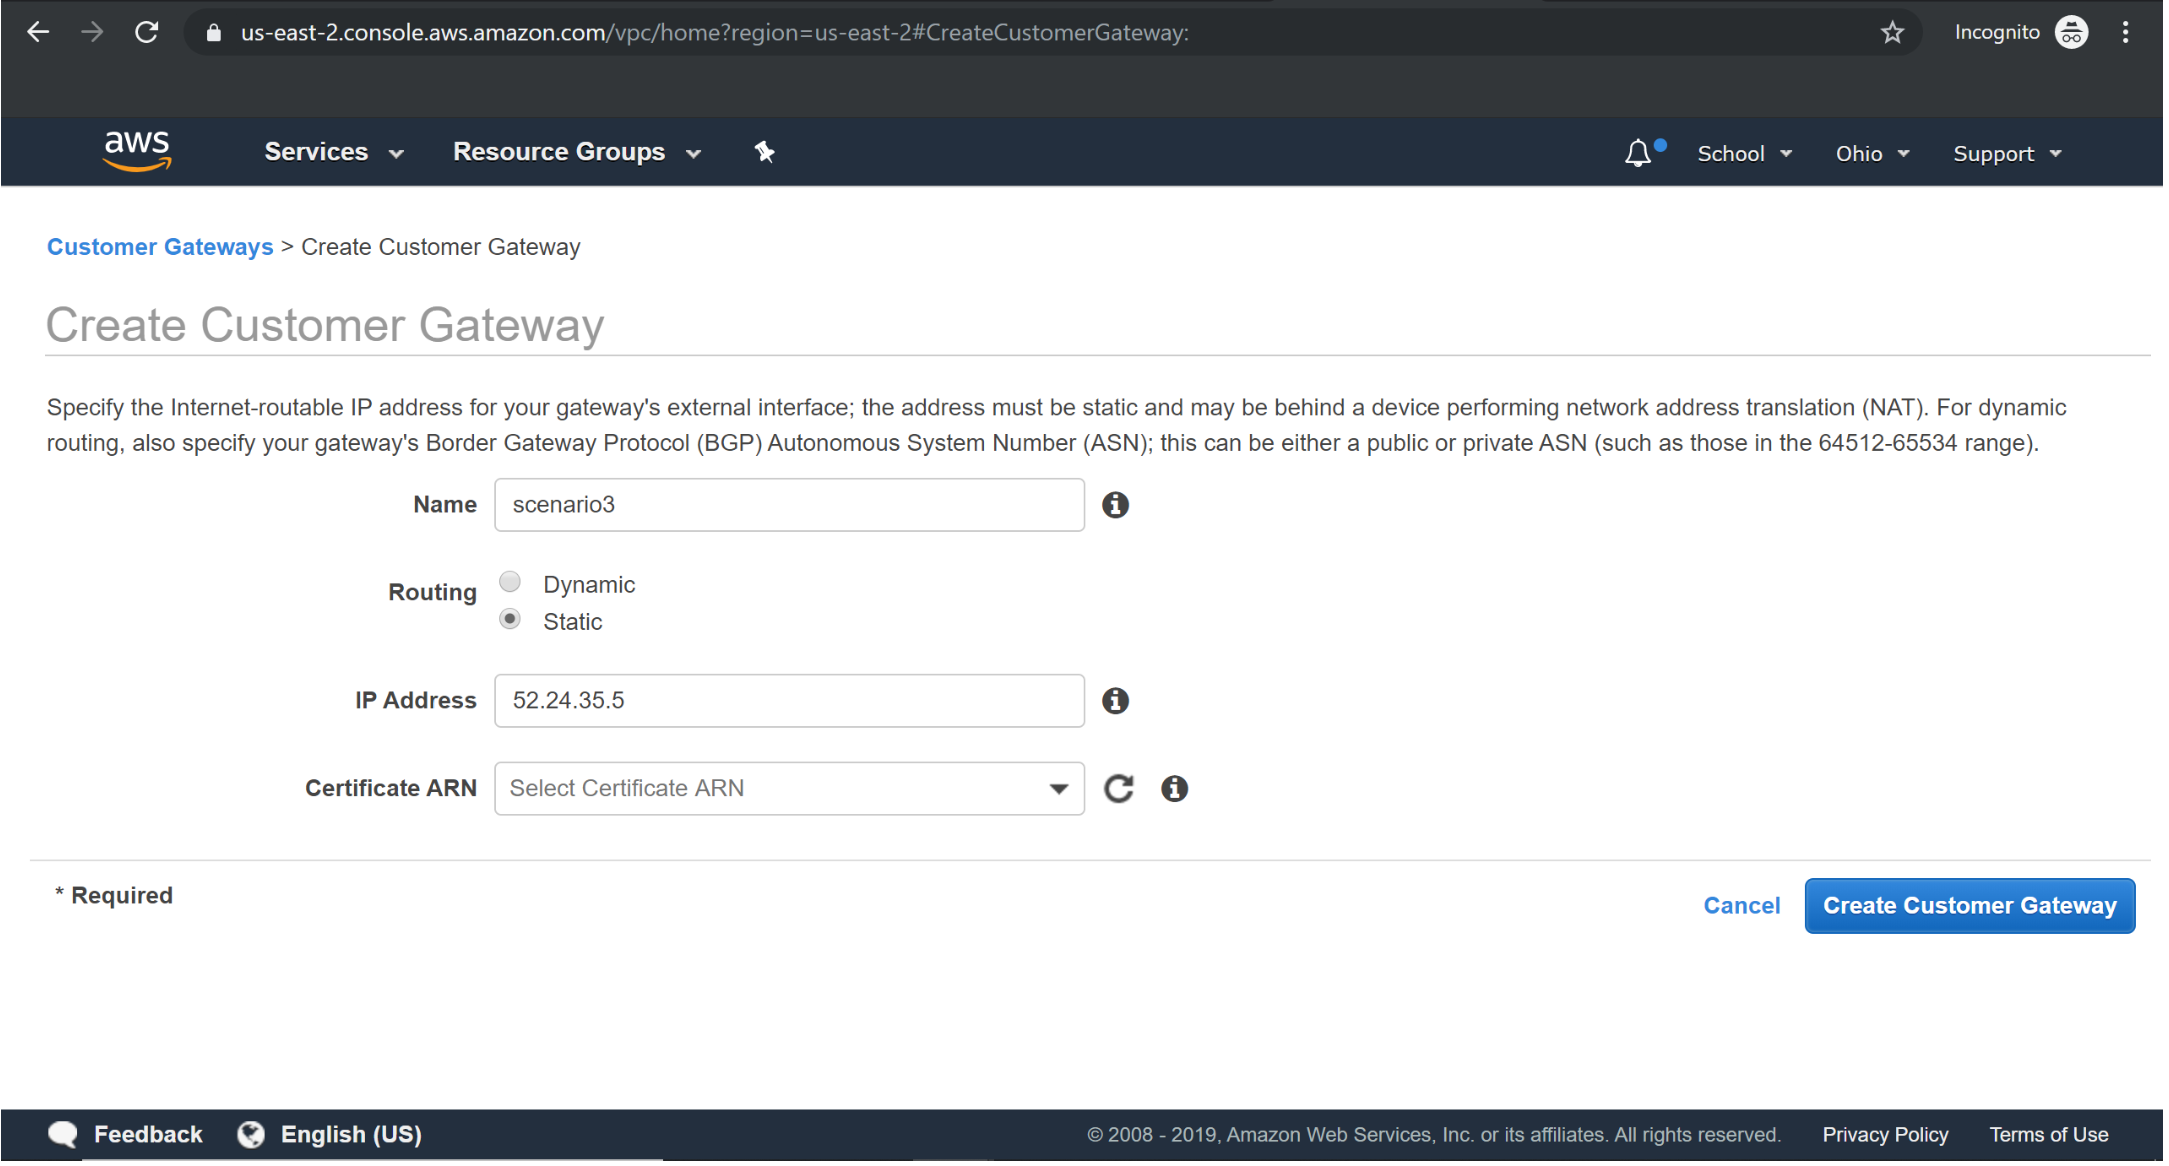 us-east-2.console.aws.amazon.com/vpc/home?region=us-east-2#CreateCustomerGateway:
Incognito
aws
Services
Resource Groups
School
Ohio
Support
Customer Gateways > Create Customer Gateway
Create Customer Gateway
Specify the Internet-routable IP address for your gateway's external interface; the address must be static and may be behind a device performing network address translation (NAT). For dynamic
routing, also specify your gateway's Border Gateway Protocol (BGP) Autonomous System Number (ASN); this can be either a public or private ASN (such as those in the 64512-65534 range).
Name
scenario3
Routing
Dynamic
Static
IP Address
52.24.35.5
Certificate ARN
Select Certificate ARN
* Required
Cancel
Create Customer Gateway
Feedback
English (US)
© 2008 - 2019, Amazon Web Services, Inc. or its affiliates. All rights reserved.
Privacy Policy
Terms of Use